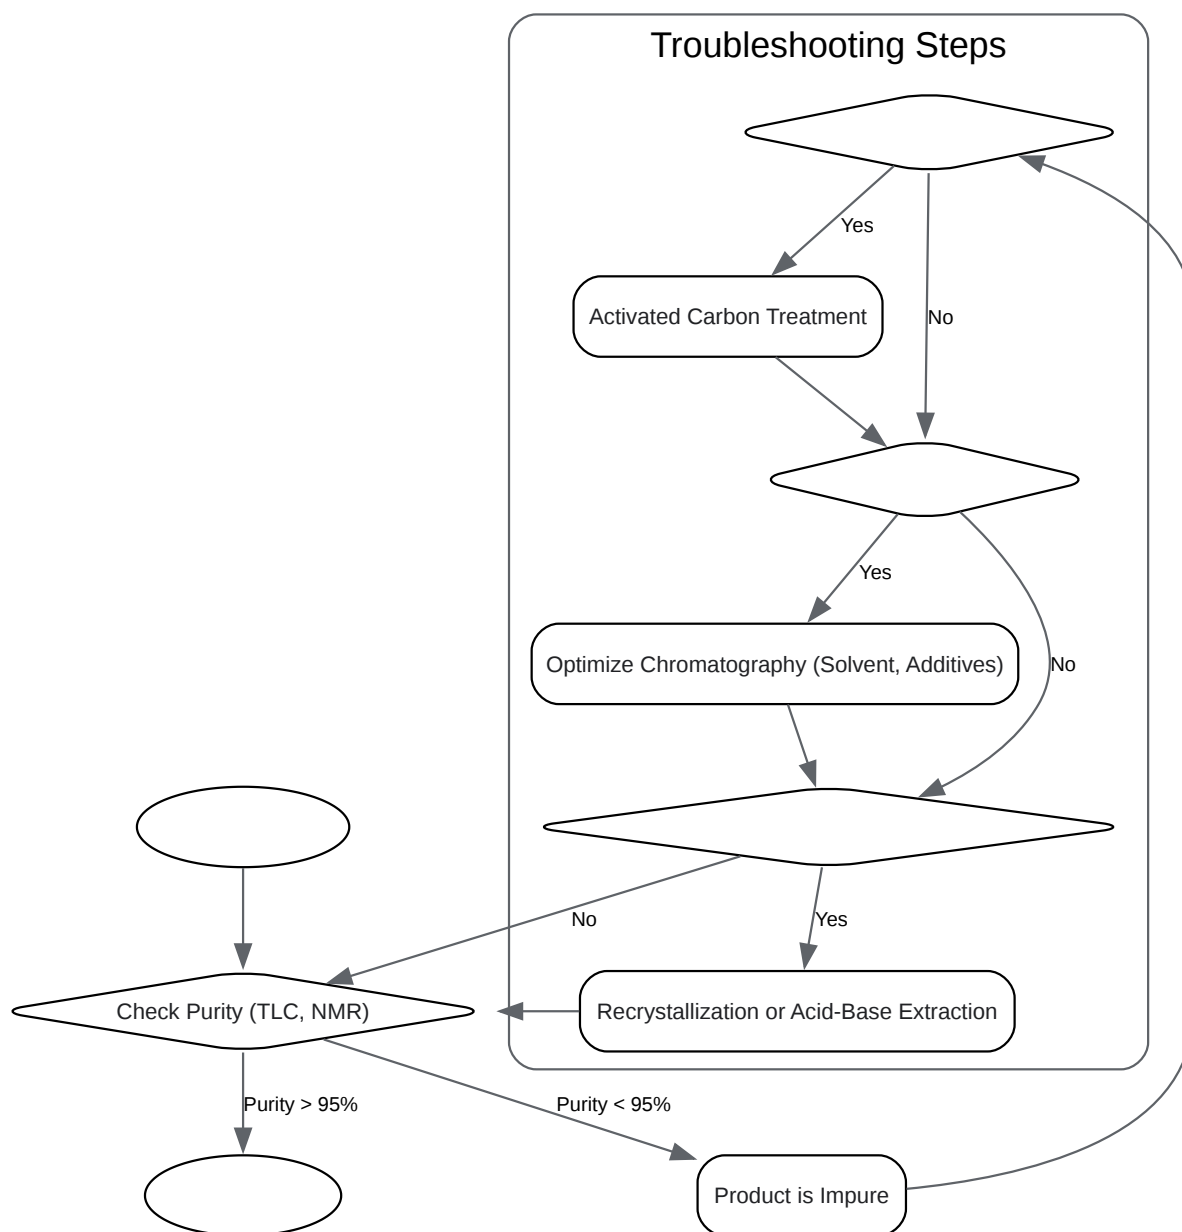 Troubleshooting Steps
Yes
Activated Carbon Treatment
No
Yes
Optimize Chromatography (Solvent, Additives)
No
No
Yes
Check Purity (TLC, NMR)
Recrystallization or Acid-Base Extraction
Purity > 95%
Purity < 95%
Product is Impure